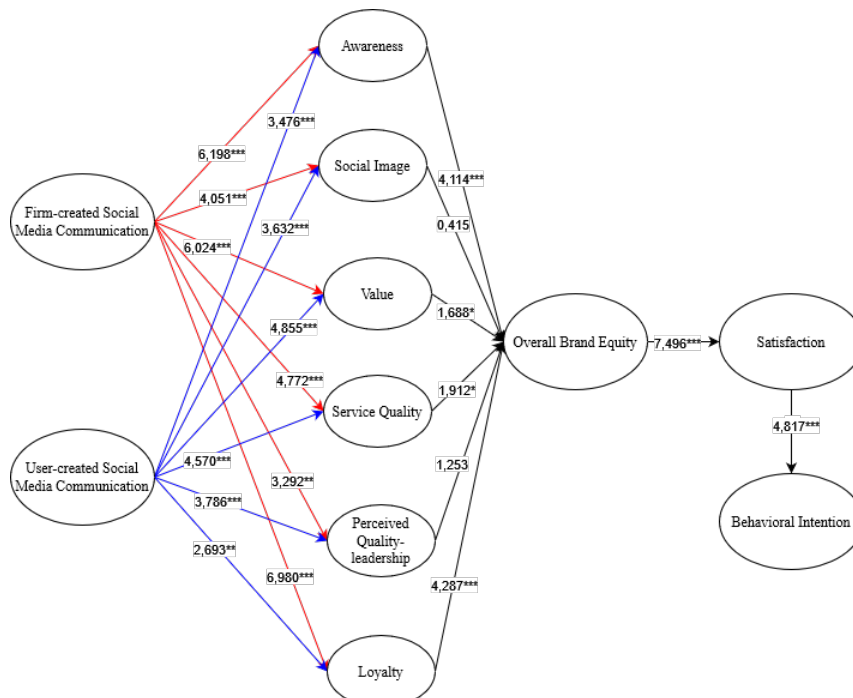 Awareness
3,476***
6,198***
Social Image
4,051***
4,114***
Firm-created Social
Media Communication
3,632***
0,415
6,024***
Value
1,688*
4,855***
Overall Brand Equity
7,496***
Satisfaction
4,772***
Service Quality
1,912*
4,817***
User-created Social
Media Communication
4,570***
1,253
3,292**
3,786***
Perceived
Quality-
leadership
Behavioral Intention
2,693**
6,980***
4,287***
Loyalty